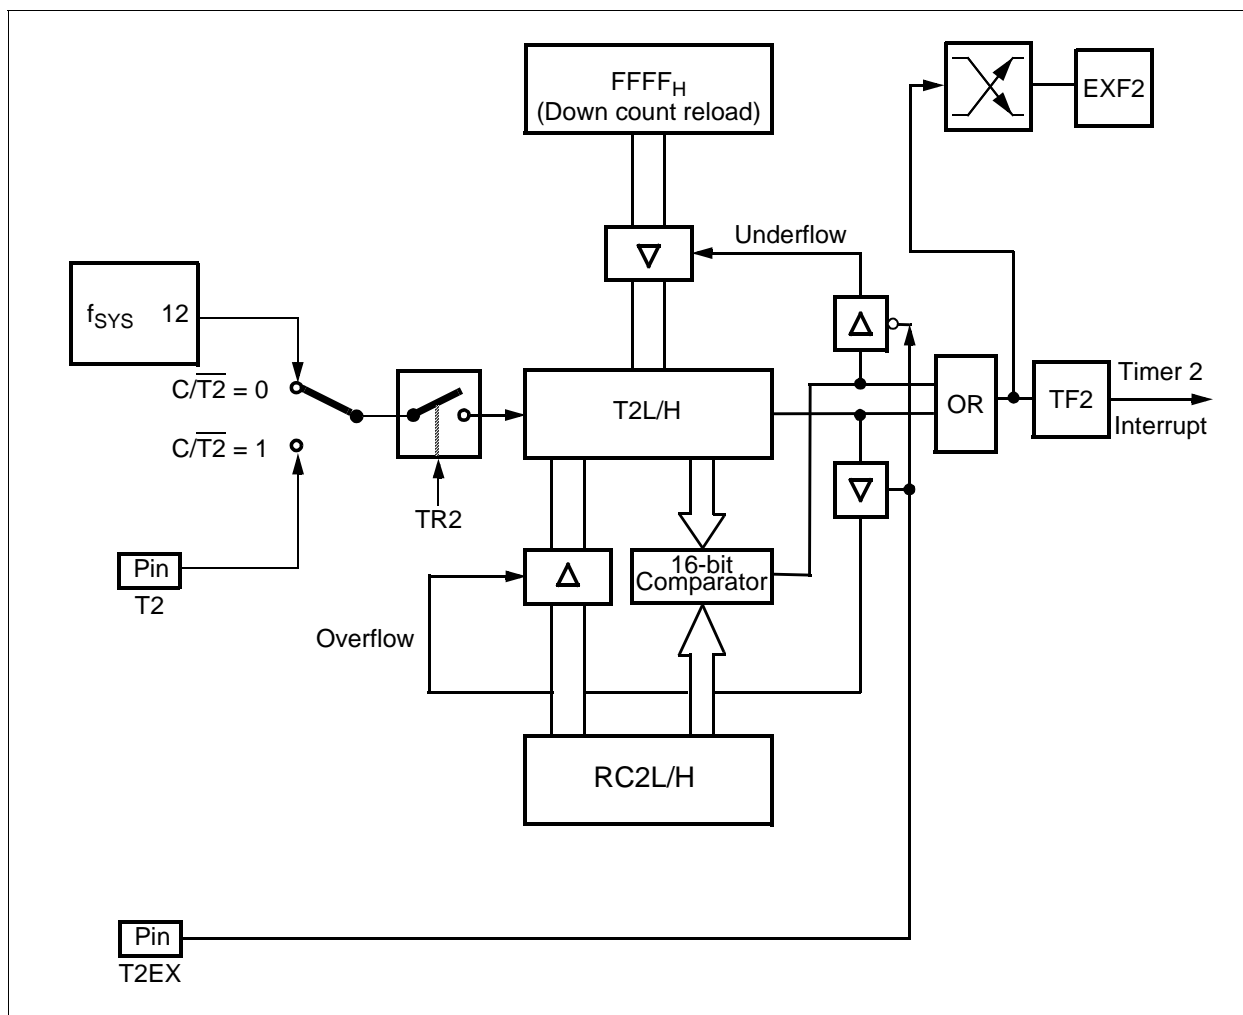 FFFFH
(Down count reload)
EXF2
Underflow
fSYS 12
C/T2 = 0
T2L/H
OR
TF2
Timer 2
Interrupt
C/T2 = 1
TR2
Pin
T2
16-bit
Comparator
Overflow
RC2L/H
Pin
T2EX